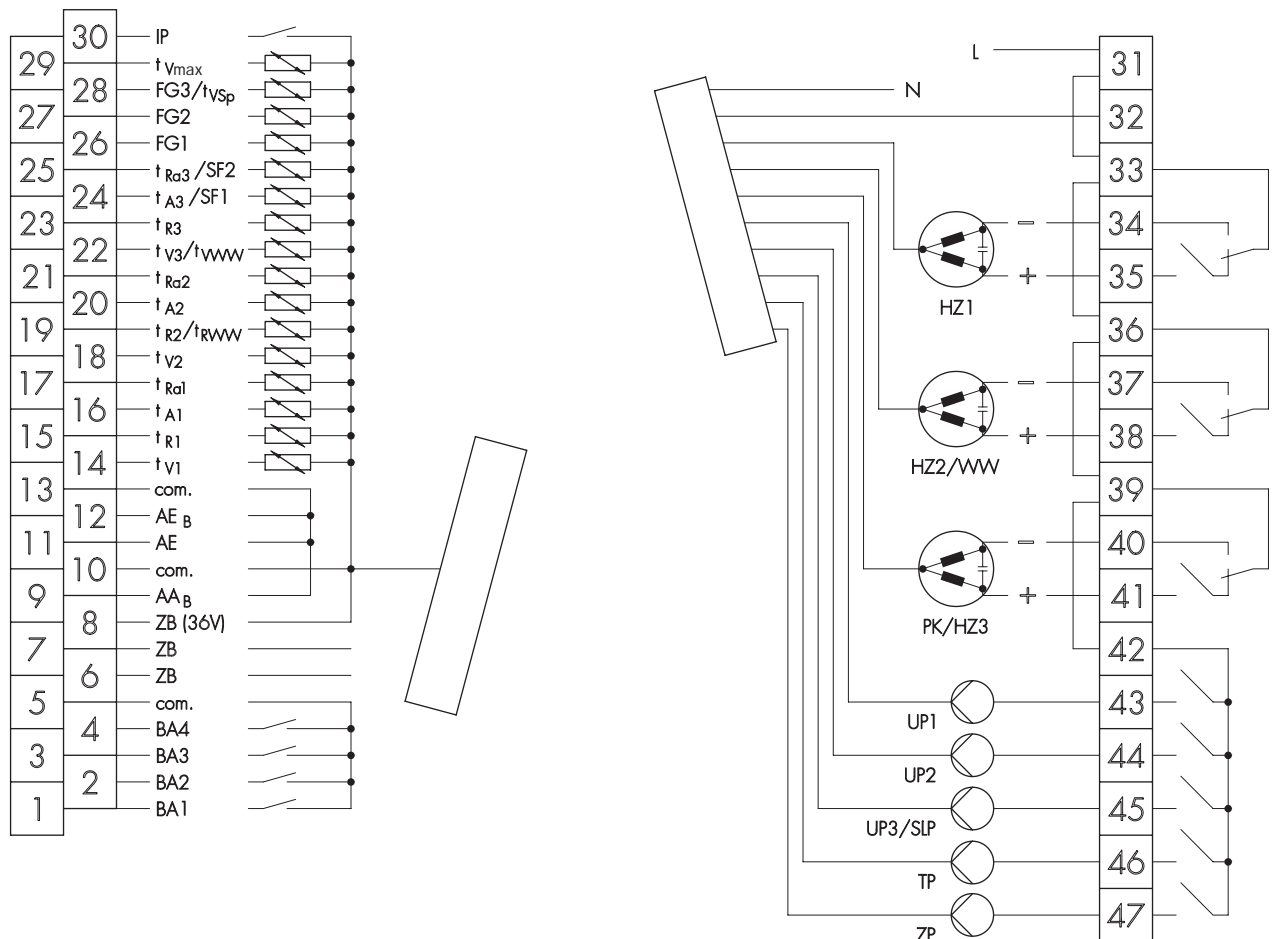 30 IP
29 tVmax
28 FG3/tVSp
27 FG2
26 FG1
25 tRa3/SF2
24 tA3/SF1
23 tR3
22 tV3/tWW
21 tRa2
20 tA2
19 tR2/tRWW
18 tV2
17 tRa1
16 tA1
15 tR1
14 tV1
13 com.
12 AEB
11 AE
10 com.
9 AAB
8 ZB (36V)
7 ZB
6 ZB
5 com.
4 BA4
3 BA3
2 BA2
1 BA1
L 31
N
32
33
− 34
+ 35
HZ1
36
− 37
+ 38
HZ2/WW
39
− 40
+ 41
PK/HZ3
42
UP1 43
UP2 44
UP3/SLP 45
TP 46
ZP 47